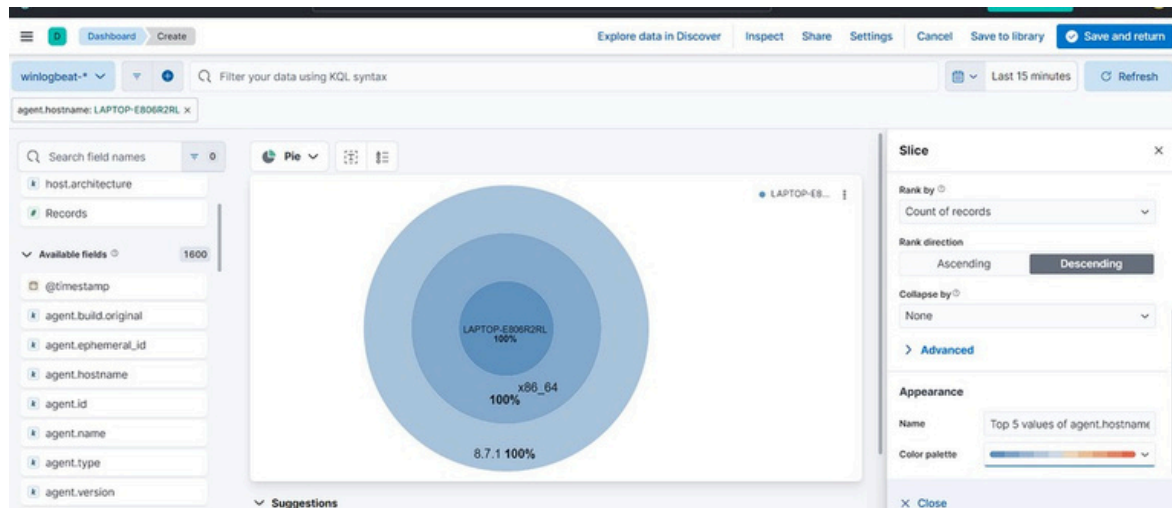 D Dashboard Create Explore data in Discover Inspect Share Settings Cancel Save to library Save and return
winlogbeat-* Filter your data using KQL syntax Last 15 minutes Refresh
agent.hostname: LAPTOP-E806R2RL ×
Search field names 0
k host.architecture
# Records
Available fields 1600
@timestamp
k agent.build.original
k agent.ephemeral_id
k agent.hostname
k agent.id
k agent.name
k agent.type
k agent.version
Pie
LAPTOP-E8...
LAPTOP-E806R2RL
100%
x86_64
100%
8.7.1 100%
Suggestions
Slice
Rank by
Count of records
Rank direction
Ascending Descending
Collapse by
None
Advanced
Appearance
Name Top 5 values of agent.hostname
Color palette
Close